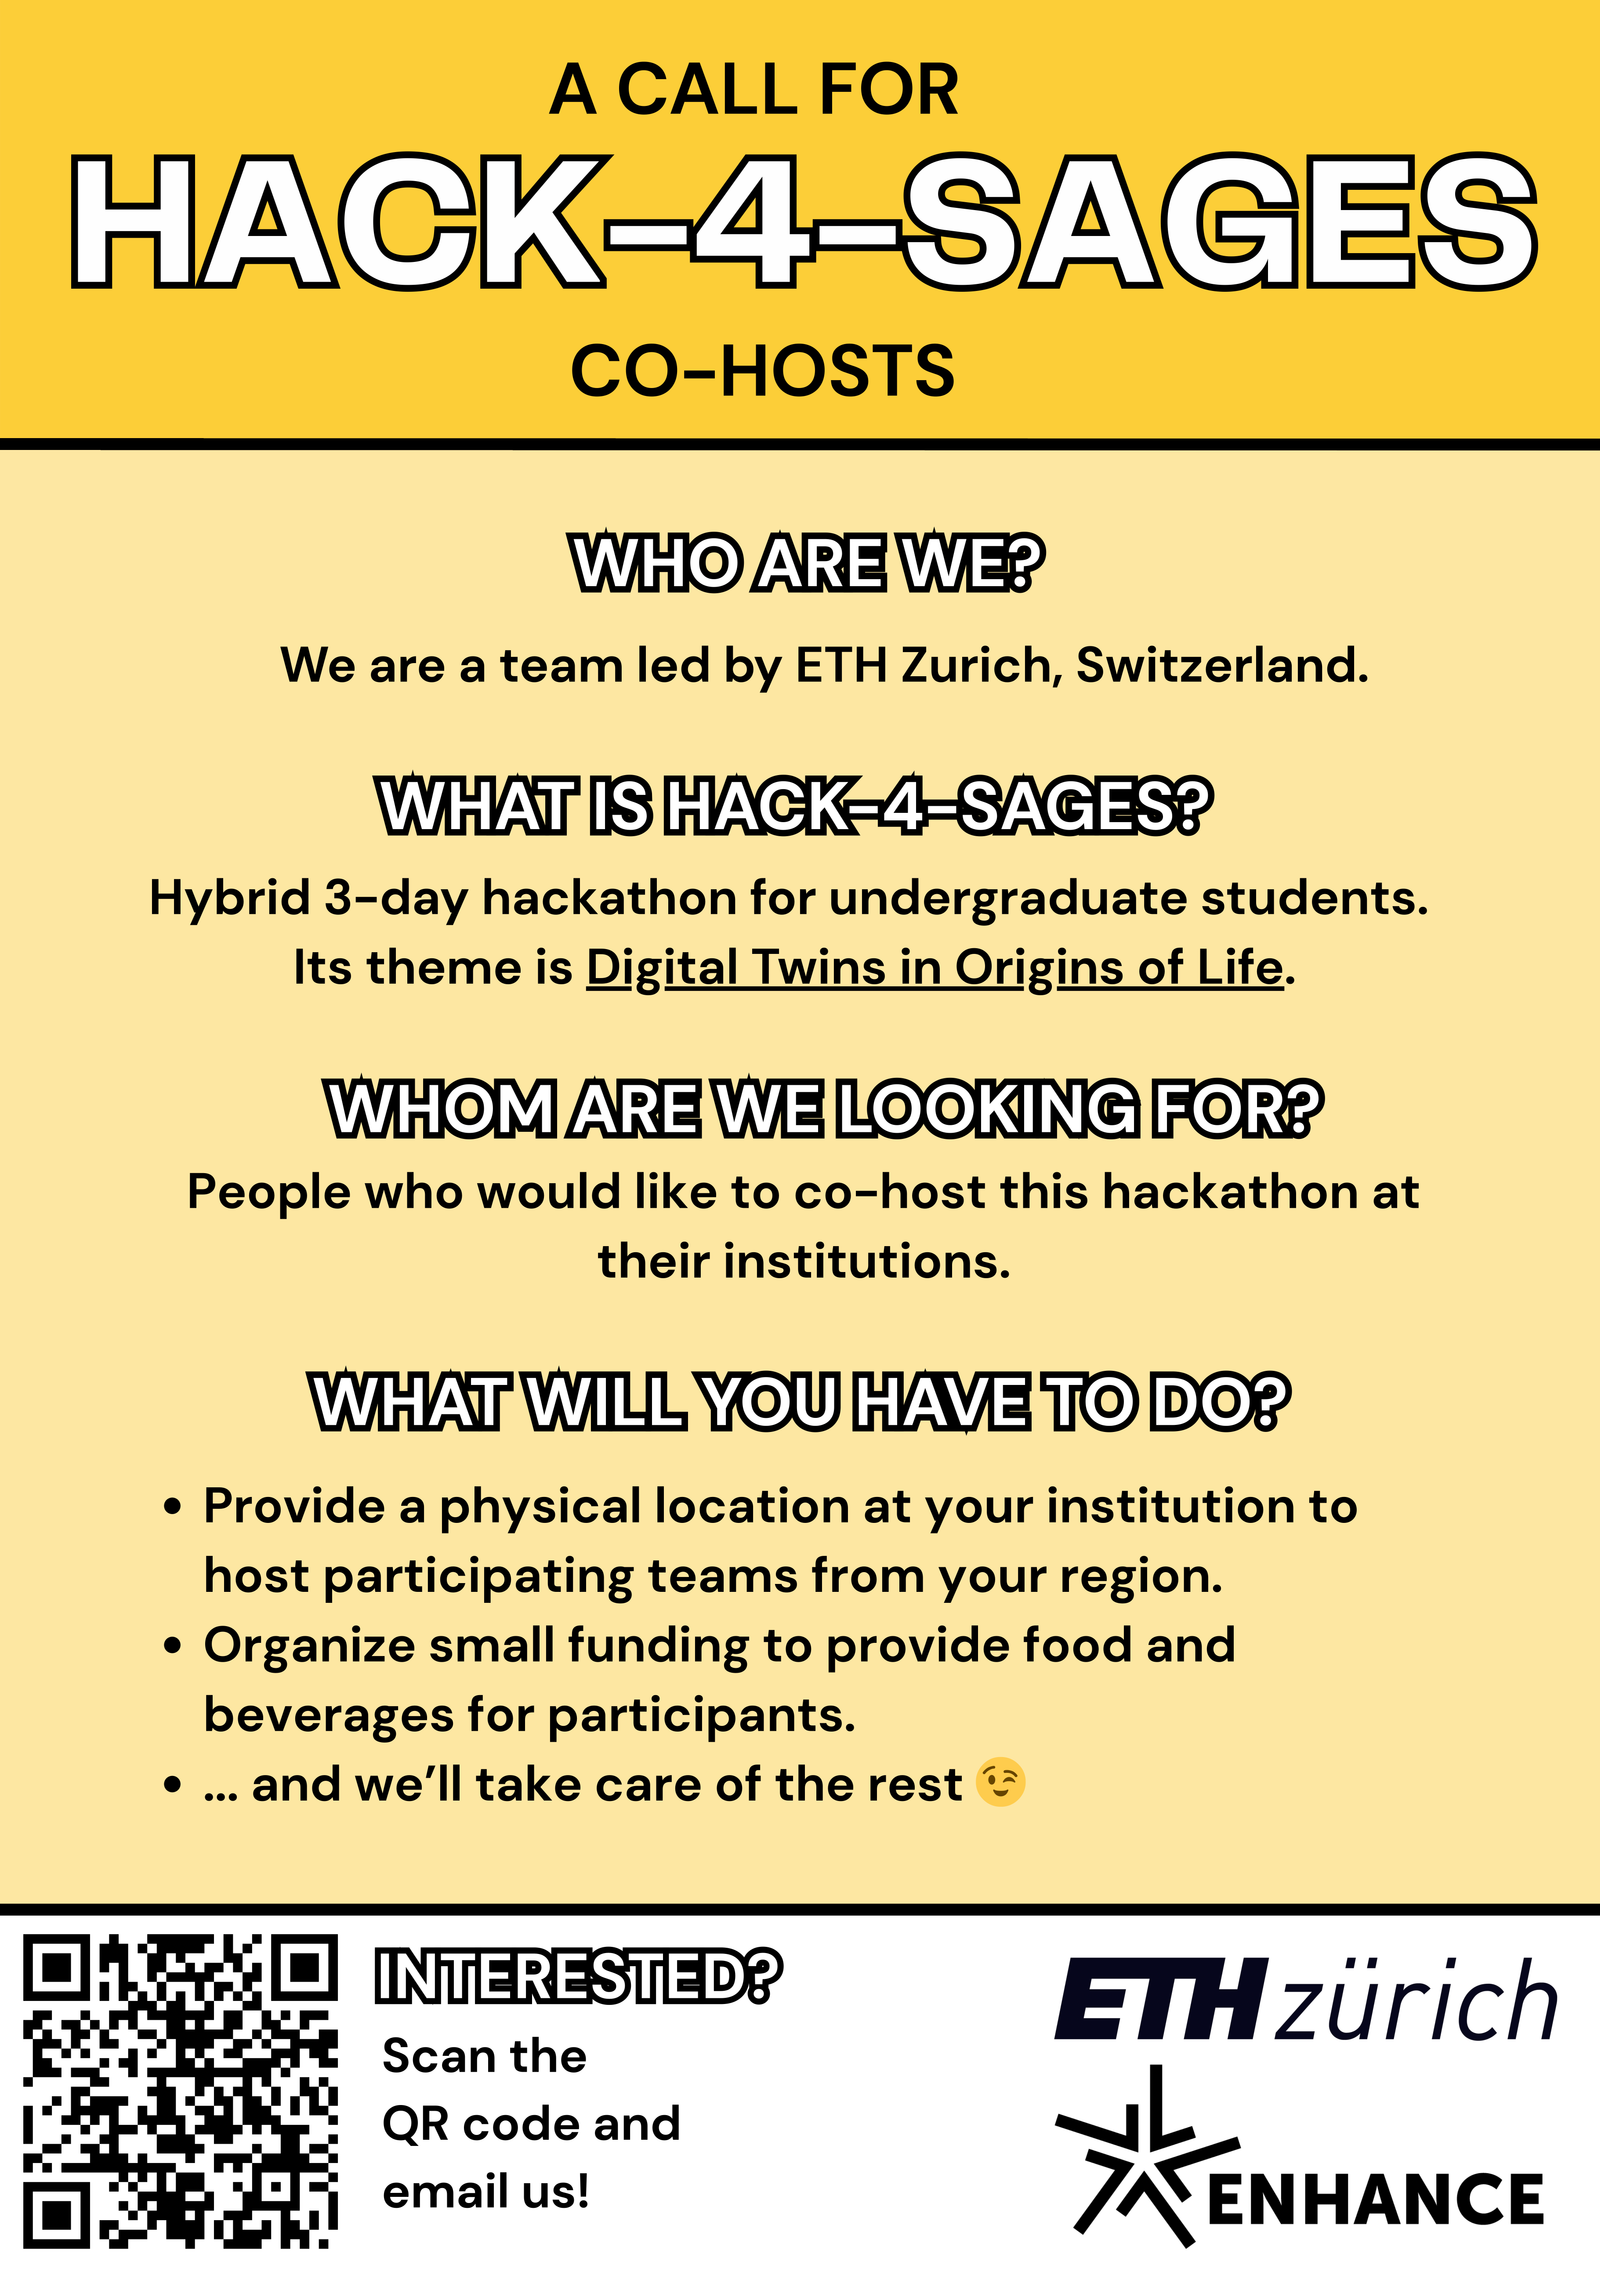 A CALL FOR
HACK-4-SAGES
CO-HOSTS
WHO ARE WE?
We are a team led by ETH Zurich, Switzerland.
WHAT IS HACK-4-SAGES?
Hybrid 3-day hackathon for undergraduate students.
Its theme is Digital Twins in Origins of Life.
WHOM ARE WE LOOKING FOR?
People who would like to co-host this hackathon at
their institutions.
WHAT WILL YOU HAVE TO DO?
• Provide a physical location at your institution to
host participating teams from your region.
• Organize small funding to provide food and
beverages for participants.
• ... and we’ll take care of the rest 😉
INTERESTED?
Scan the
QR code and
email us!
ETH zürich
ENHANCE